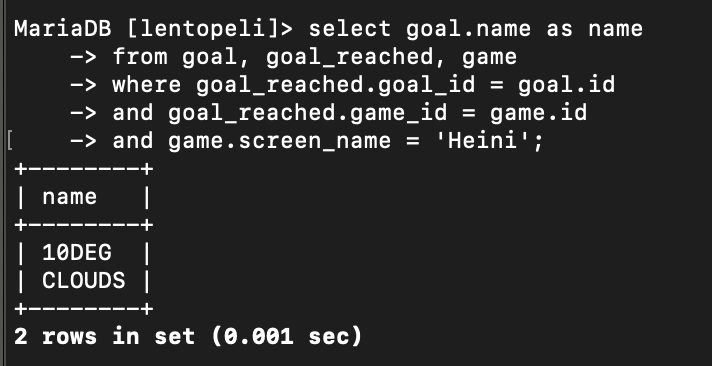 MariaDB [lentopeli]> select goal.name as name
    -> from goal, goal_reached, game
    -> where goal_reached.goal_id = goal.id
    -> and goal_reached.game_id = game.id
[    -> and game.screen_name = 'Heini';
+--------+
| name   |
+--------+
| 10DEG  |
| CLOUDS |
+--------+
2 rows in set (0.001 sec)